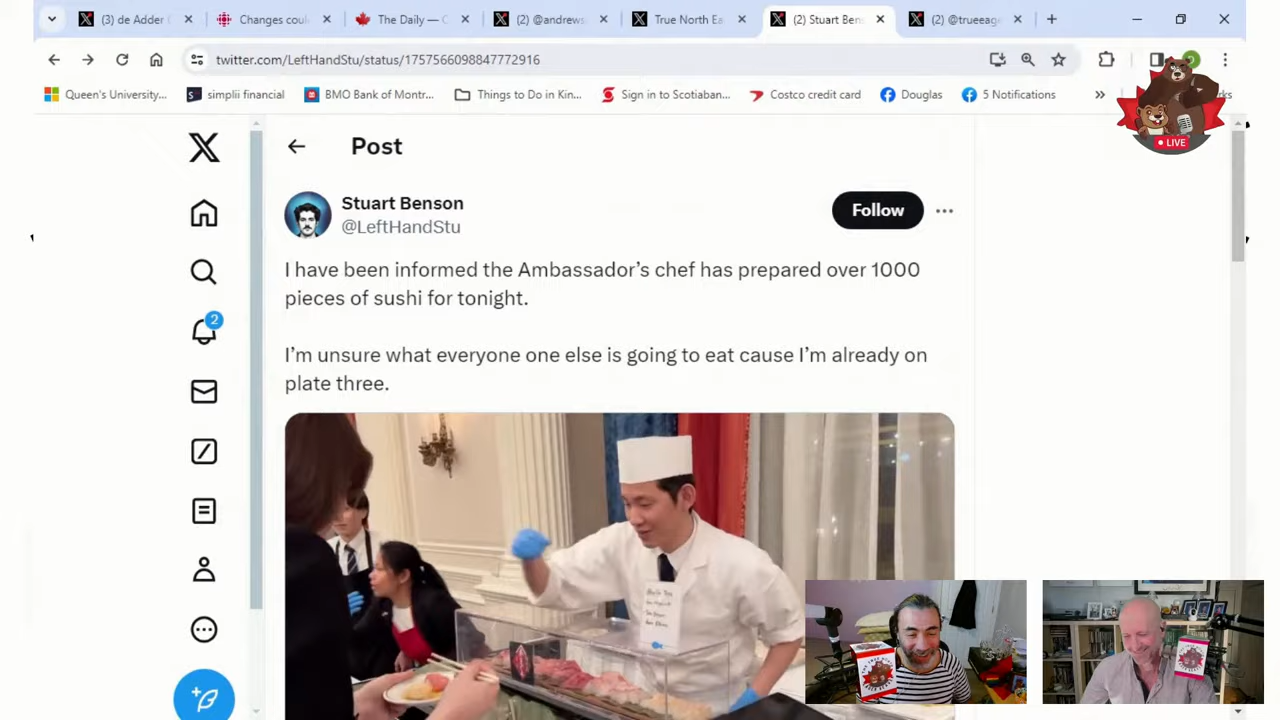 (3) de Adder
Changes coul
The Daily — C
(2) @andrews
True North Ea
(2) Stuart Ben
(2) @trueeag
twitter.com/LeftHandStu/status/1757566098847772916
Queen's University...
simplii financial
BMO Bank of Montr...
Things to Do in Kin...
Sign in to Scotiaban...
Costco credit card
Douglas
5 Notifications
LIVE
Post
Stuart Benson
@LeftHandStu
Follow
2
I have been informed the Ambassador's chef has prepared over 1000
pieces of sushi for tonight.
I'm unsure what everyone one else is going to eat cause I'm already on
plate three.